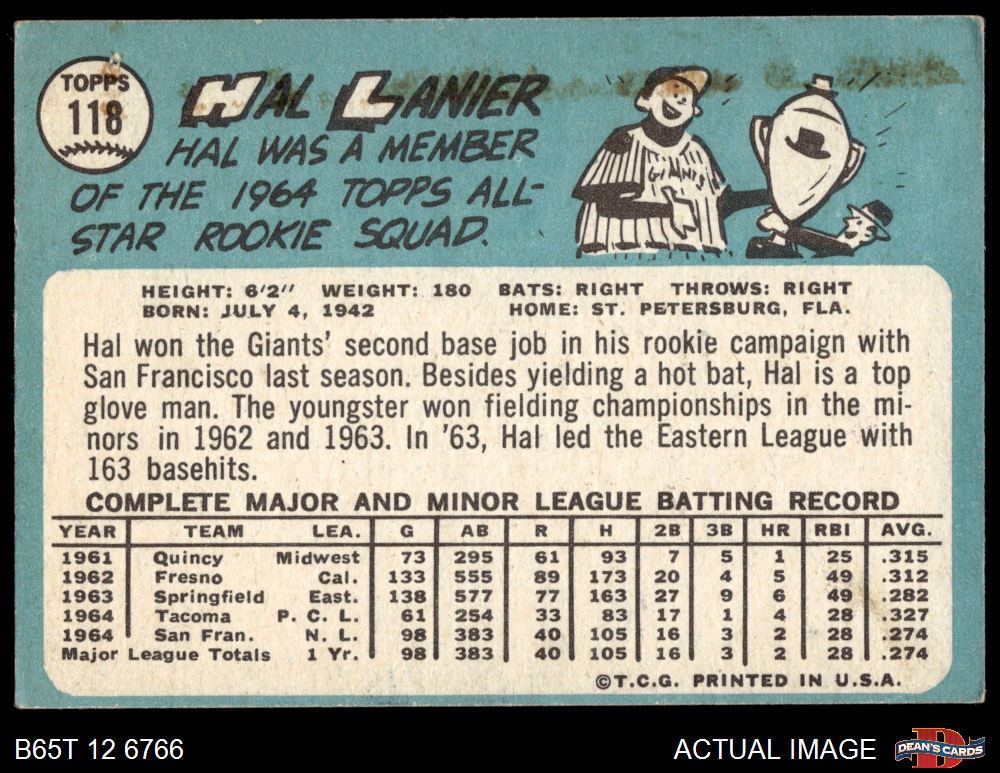 TOPPS
118
HAL LANIER
HAL WAS A MEMBER
OF THE 1964 TOPPS ALL-
STAR ROOKIE SQUAD.
GIANTS
HEIGHT: 6'2" WEIGHT: 180 BATS: RIGHT THROWS: RIGHT
BORN: JULY 4, 1942 HOME: ST. PETERSBURG, FLA.
Hal won the Giants' second base job in his rookie campaign with
San Francisco last season. Besides yielding a hot bat, Hal is a top
glove man. The youngster won fielding championships in the mi-
nors in 1962 and 1963. In '63, Hal led the Eastern League with
163 basehits.
COMPLETE MAJOR AND MINOR LEAGUE BATTING RECORD
YEAR TEAM LEA. G AB R H 2B 3B HR RBI AVG.
1961 Quincy Midwest 73 295 61 93 7 5 1 25 .315
1962 Fresno Cal. 133 555 89 173 20 4 5 49 .312
1963 Springfield East. 138 577 77 163 27 9 6 49 .282
1964 Tacoma P. C. L. 61 254 33 83 17 1 4 28 .327
1964 San Fran. N. L. 98 383 40 105 16 3 2 28 .274
Major League Totals 1 Yr. 98 383 40 105 16 3 2 28 .274
©T.C.G. PRINTED IN U.S.A.
B65T 12 6766 ACTUAL IMAGE
D
DEAN'S CARDS